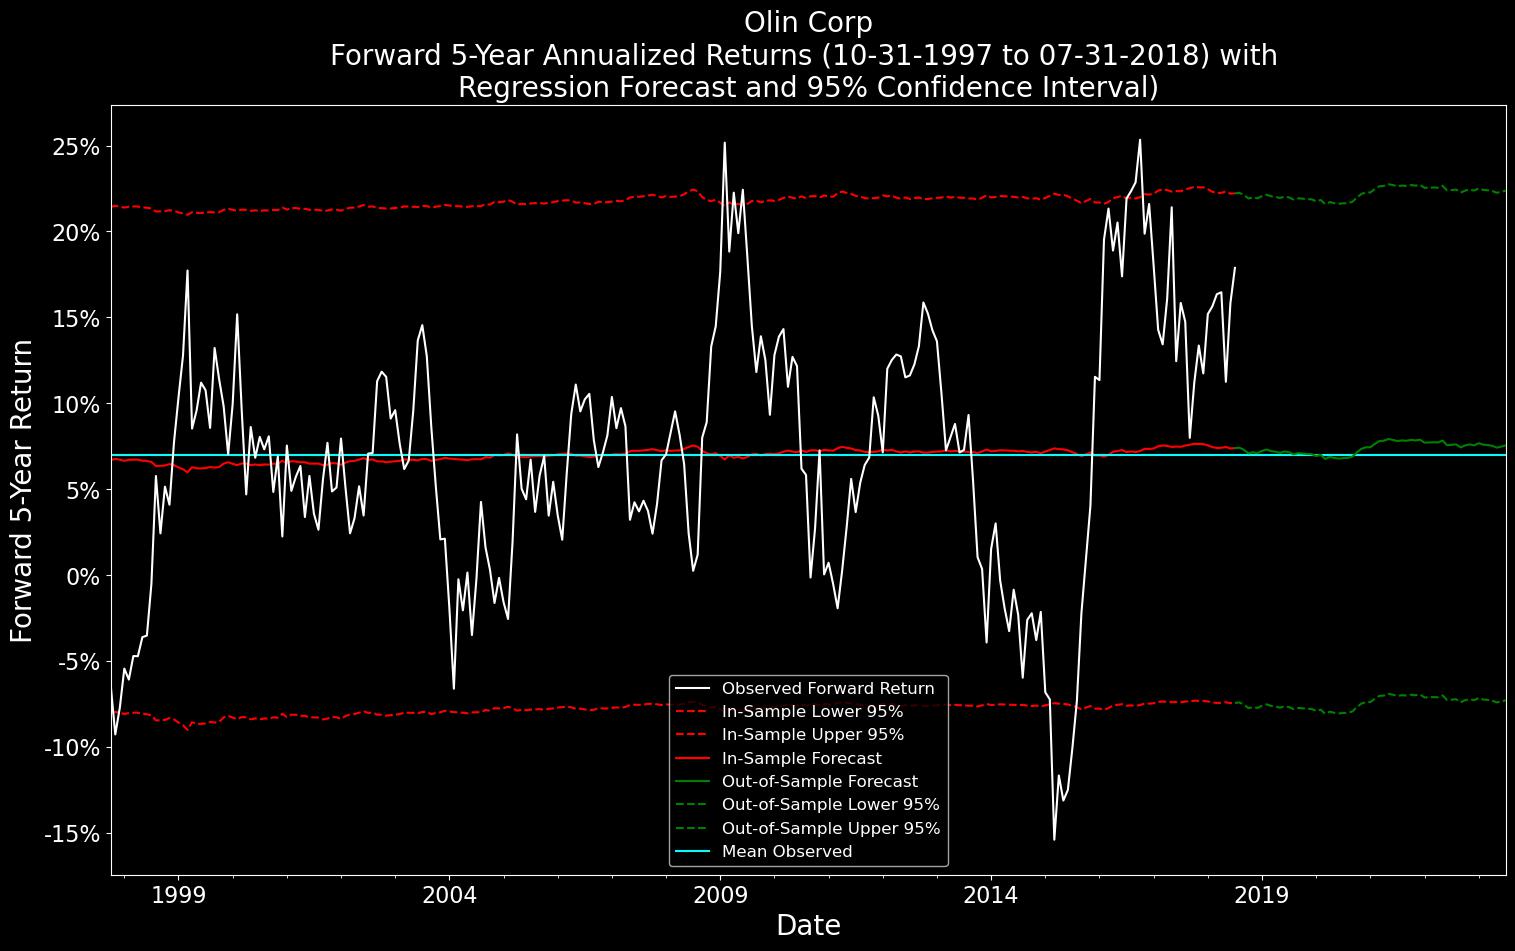 Olin Corp
Forward 5-Year Annualized Returns (10-31-1997 to 07-31-2018) with
Regression Forecast and 95% Confidence Interval)
Forward 5-Year Return
25%
20%
15%
10%
5%
0%
-5%
-10%
-15%
Observed Forward Return
In-Sample Lower 95%
In-Sample Upper 95%
In-Sample Forecast
Out-of-Sample Forecast
Out-of-Sample Lower 95%
Out-of-Sample Upper 95%
Mean Observed
1999 2004 2009 2014 2019
Date